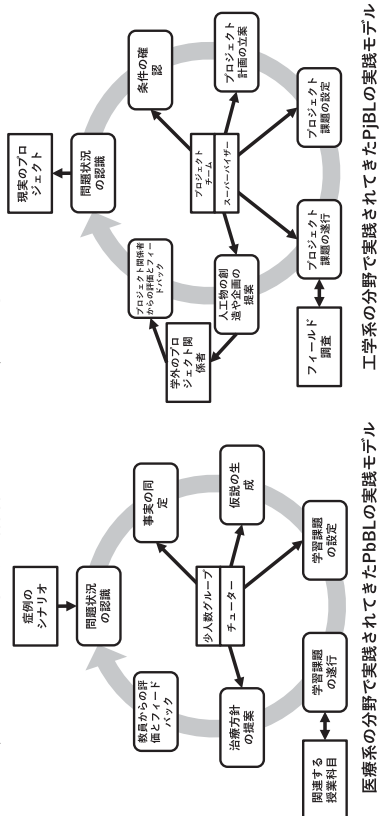 症例の
シナリオ
問題状況
の認識
事実の同
定
仮説の生
成
学習課題
の設定
学習課題
の遂行
関連する
授業科目
治療方針
の提案
教員からの評
価とフィード
バック
少人数グループ
チューター
医療系の分野で実践されてきたPbBLの実践モデル
現実のプロ
ジェクト
問題状況
の認識
条件の確
認
プロジェクト
計画の立案
プロジェクト
課題の設定
プロジェクト
課題の遂行
フィールド
調査
人工物の創
造や企画の
提案
学外のプロ
ジェクト関
係者
プロジェクト関係者
からの評価とフィー
ドバック
プロジェクト
チーム
スーパーバイザー
工学系の分野で実践されてきたPjBLの実践モデル